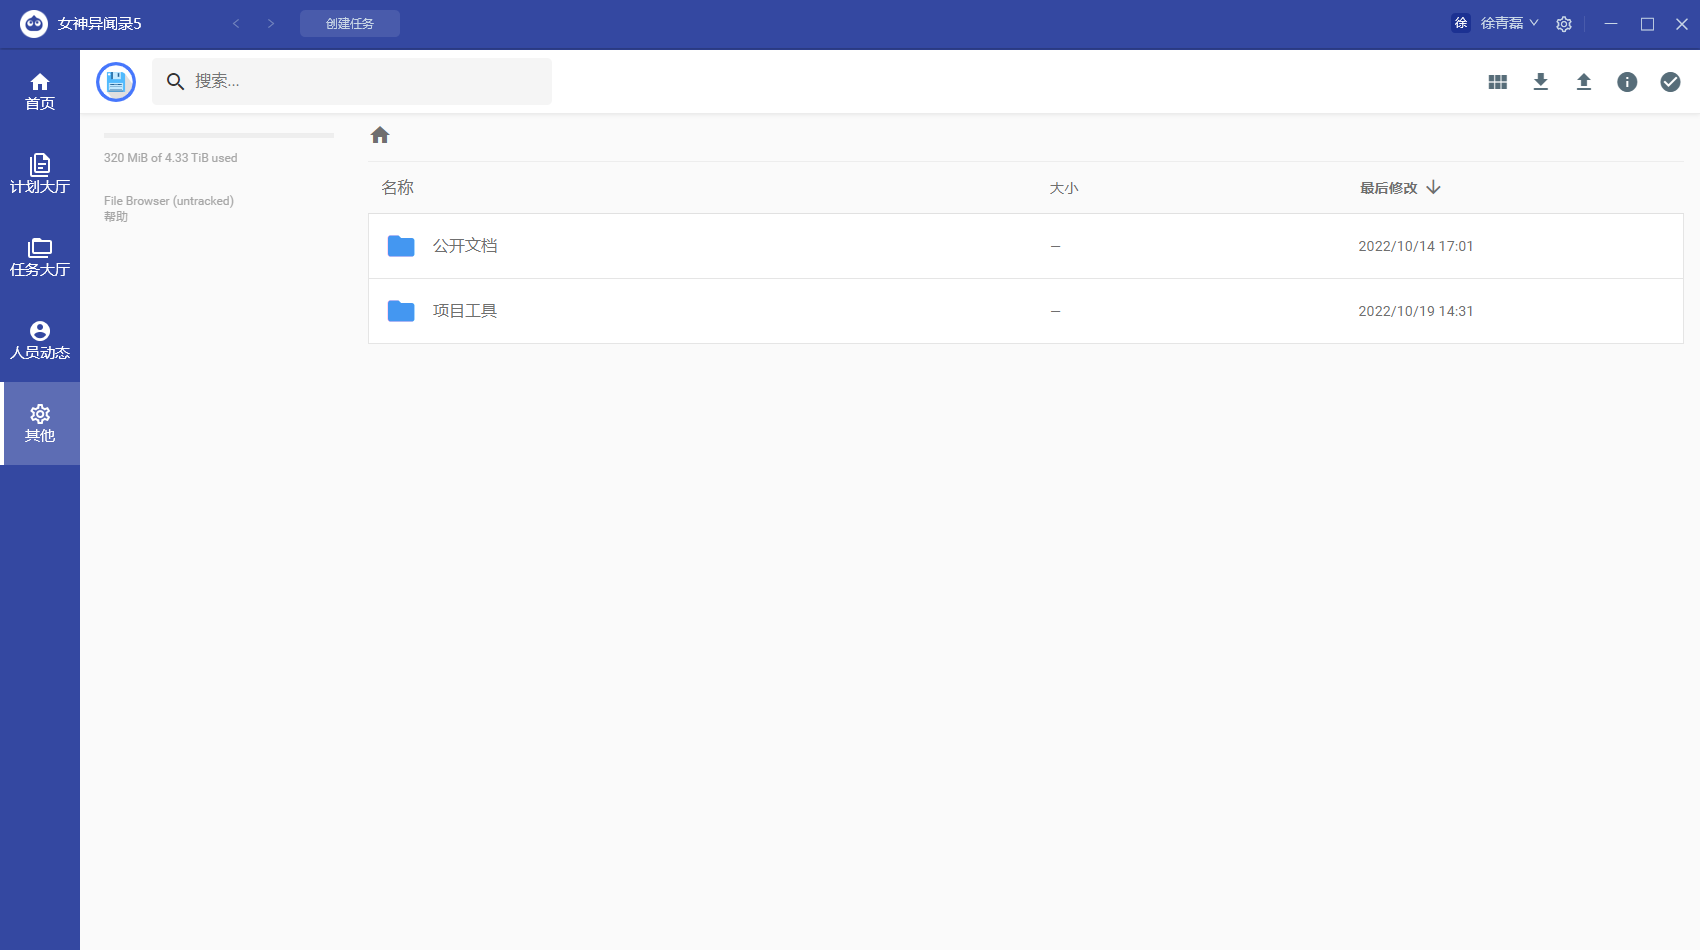 女神异闻录5
创建任务
徐 徐青磊
首页
计划大厅
任务大厅
人员动态
其他
搜索...
320 MiB of 4.33 TiB used
File Browser (untracked)
帮助
名称 大小 最后修改
公开文档 — 2022/10/14 17:01
项目工具 — 2022/10/19 14:31